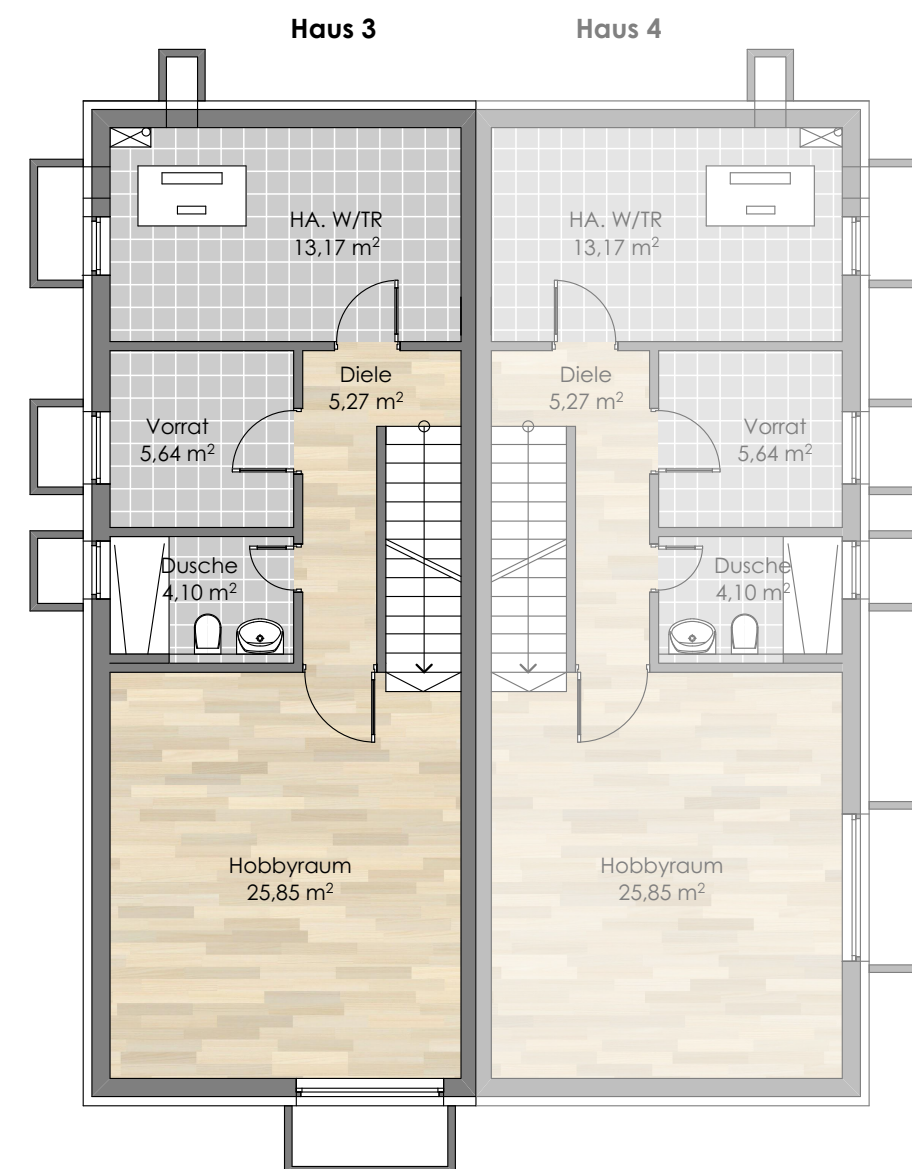 Haus 3
Haus 4
HA. W/TR
13,17 m²
HA. W/TR
13,17 m²
Diele
5,27 m²
Diele
5,27 m²
Vorrat
5,64 m²
Vorrat
5,64 m²
Dusche
4,10 m²
Dusche
4,10 m²
Hobbyraum
25,85 m²
Hobbyraum
25,85 m²